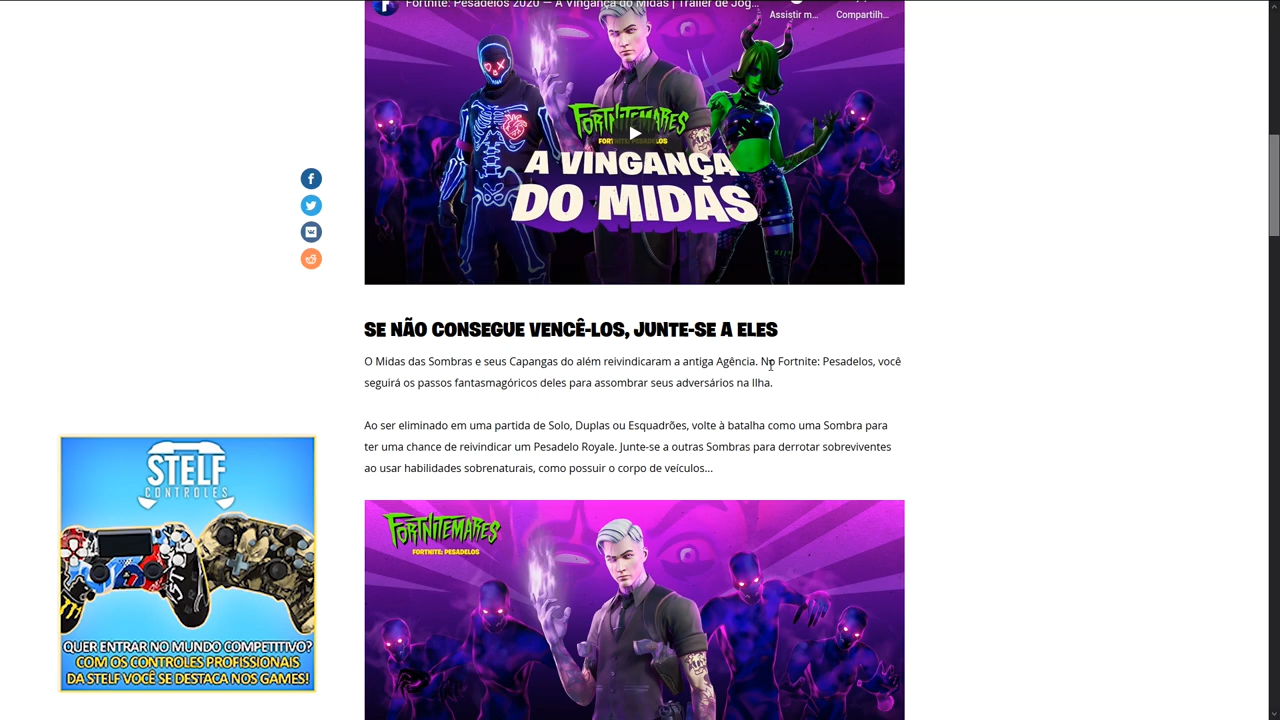 Fortnite: Pesadelos 2020 — A Vingança do Midas | Trailer de Jog...
Assistir m...
Compartilh...
FORTNITEMARES
FORTNITE: PESADELOS
A VINGANÇA
DO MIDAS
SE NÃO CONSEGUE VENCÊ-LOS, JUNTE-SE A ELES
O Midas das Sombras e seus Capangas do além reivindicaram a antiga Agência. No Fortnite: Pesadelos, você
seguirá os passos fantasmagóricos deles para assombrar seus adversários na Ilha.
Ao ser eliminado em uma partida de Solo, Duplas ou Esquadrões, volte à batalha como uma Sombra para
ter uma chance de reivindicar um Pesadelo Royale. Junte-se a outras Sombras para derrotar sobreviventes
ao usar habilidades sobrenaturais, como possuir o corpo de veículos...
FORTNITEMARES
FORTNITE: PESADELOS
STELF
CONTROLES
QUER ENTRAR NO MUNDO COMPETITIVO?
COM OS CONTROLES PROFISSIONAIS
DA STELF VOCÊ SE DESTACA NOS GAMES!